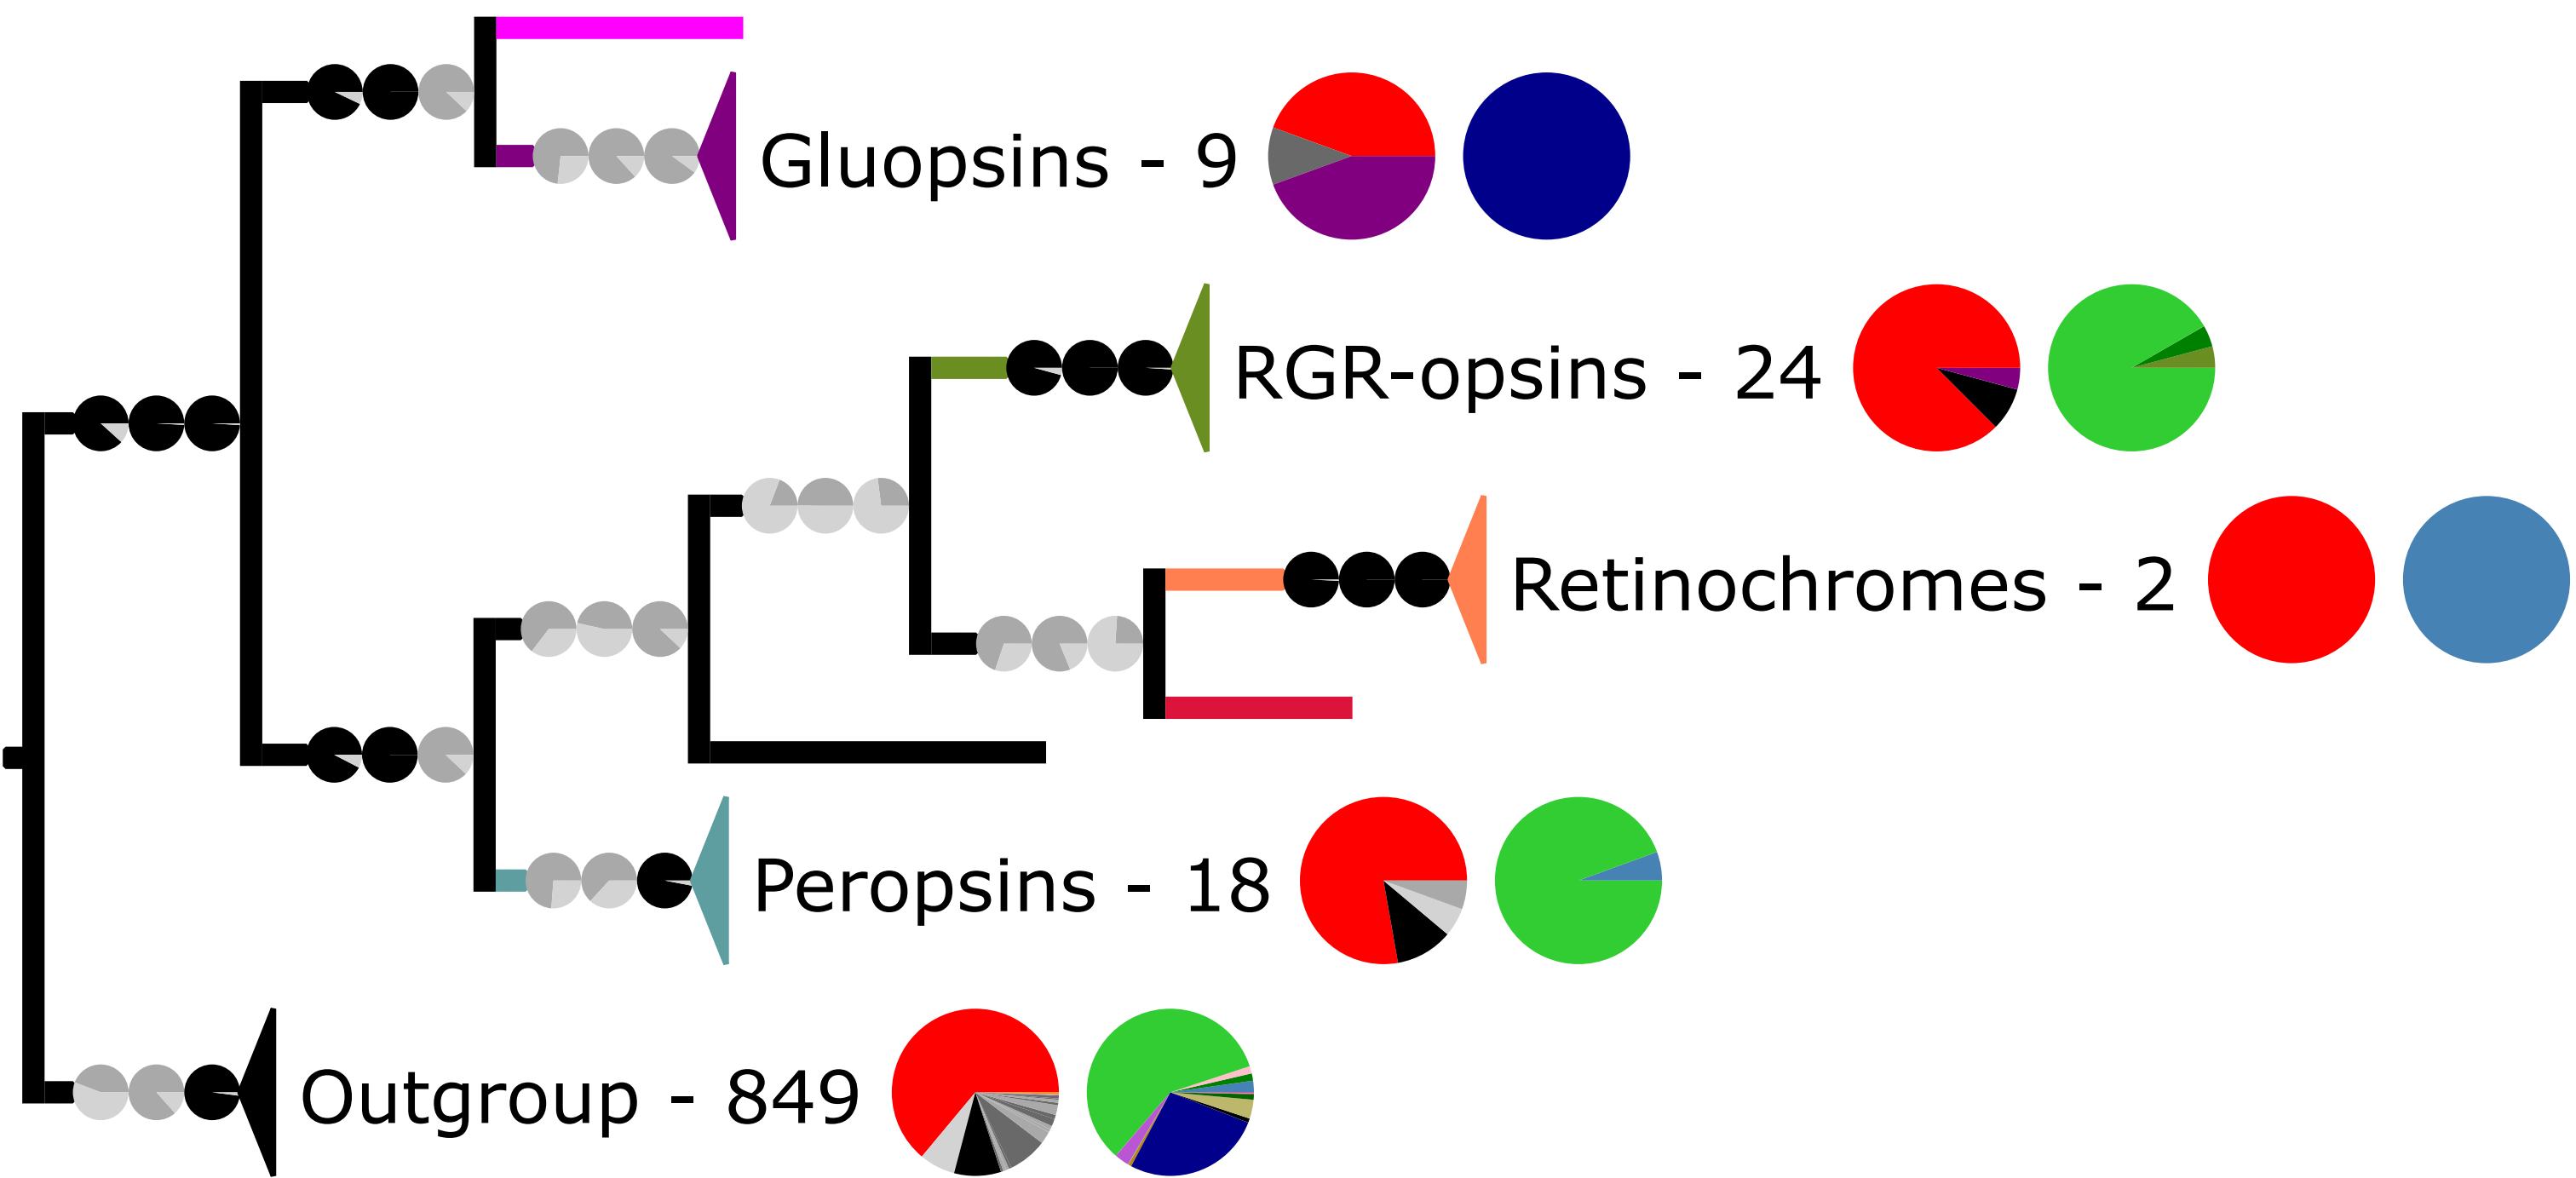 Gluopsins - 9
RGR-opsins - 24
Retinochromes - 2
Peropsins - 18
Outgroup - 849